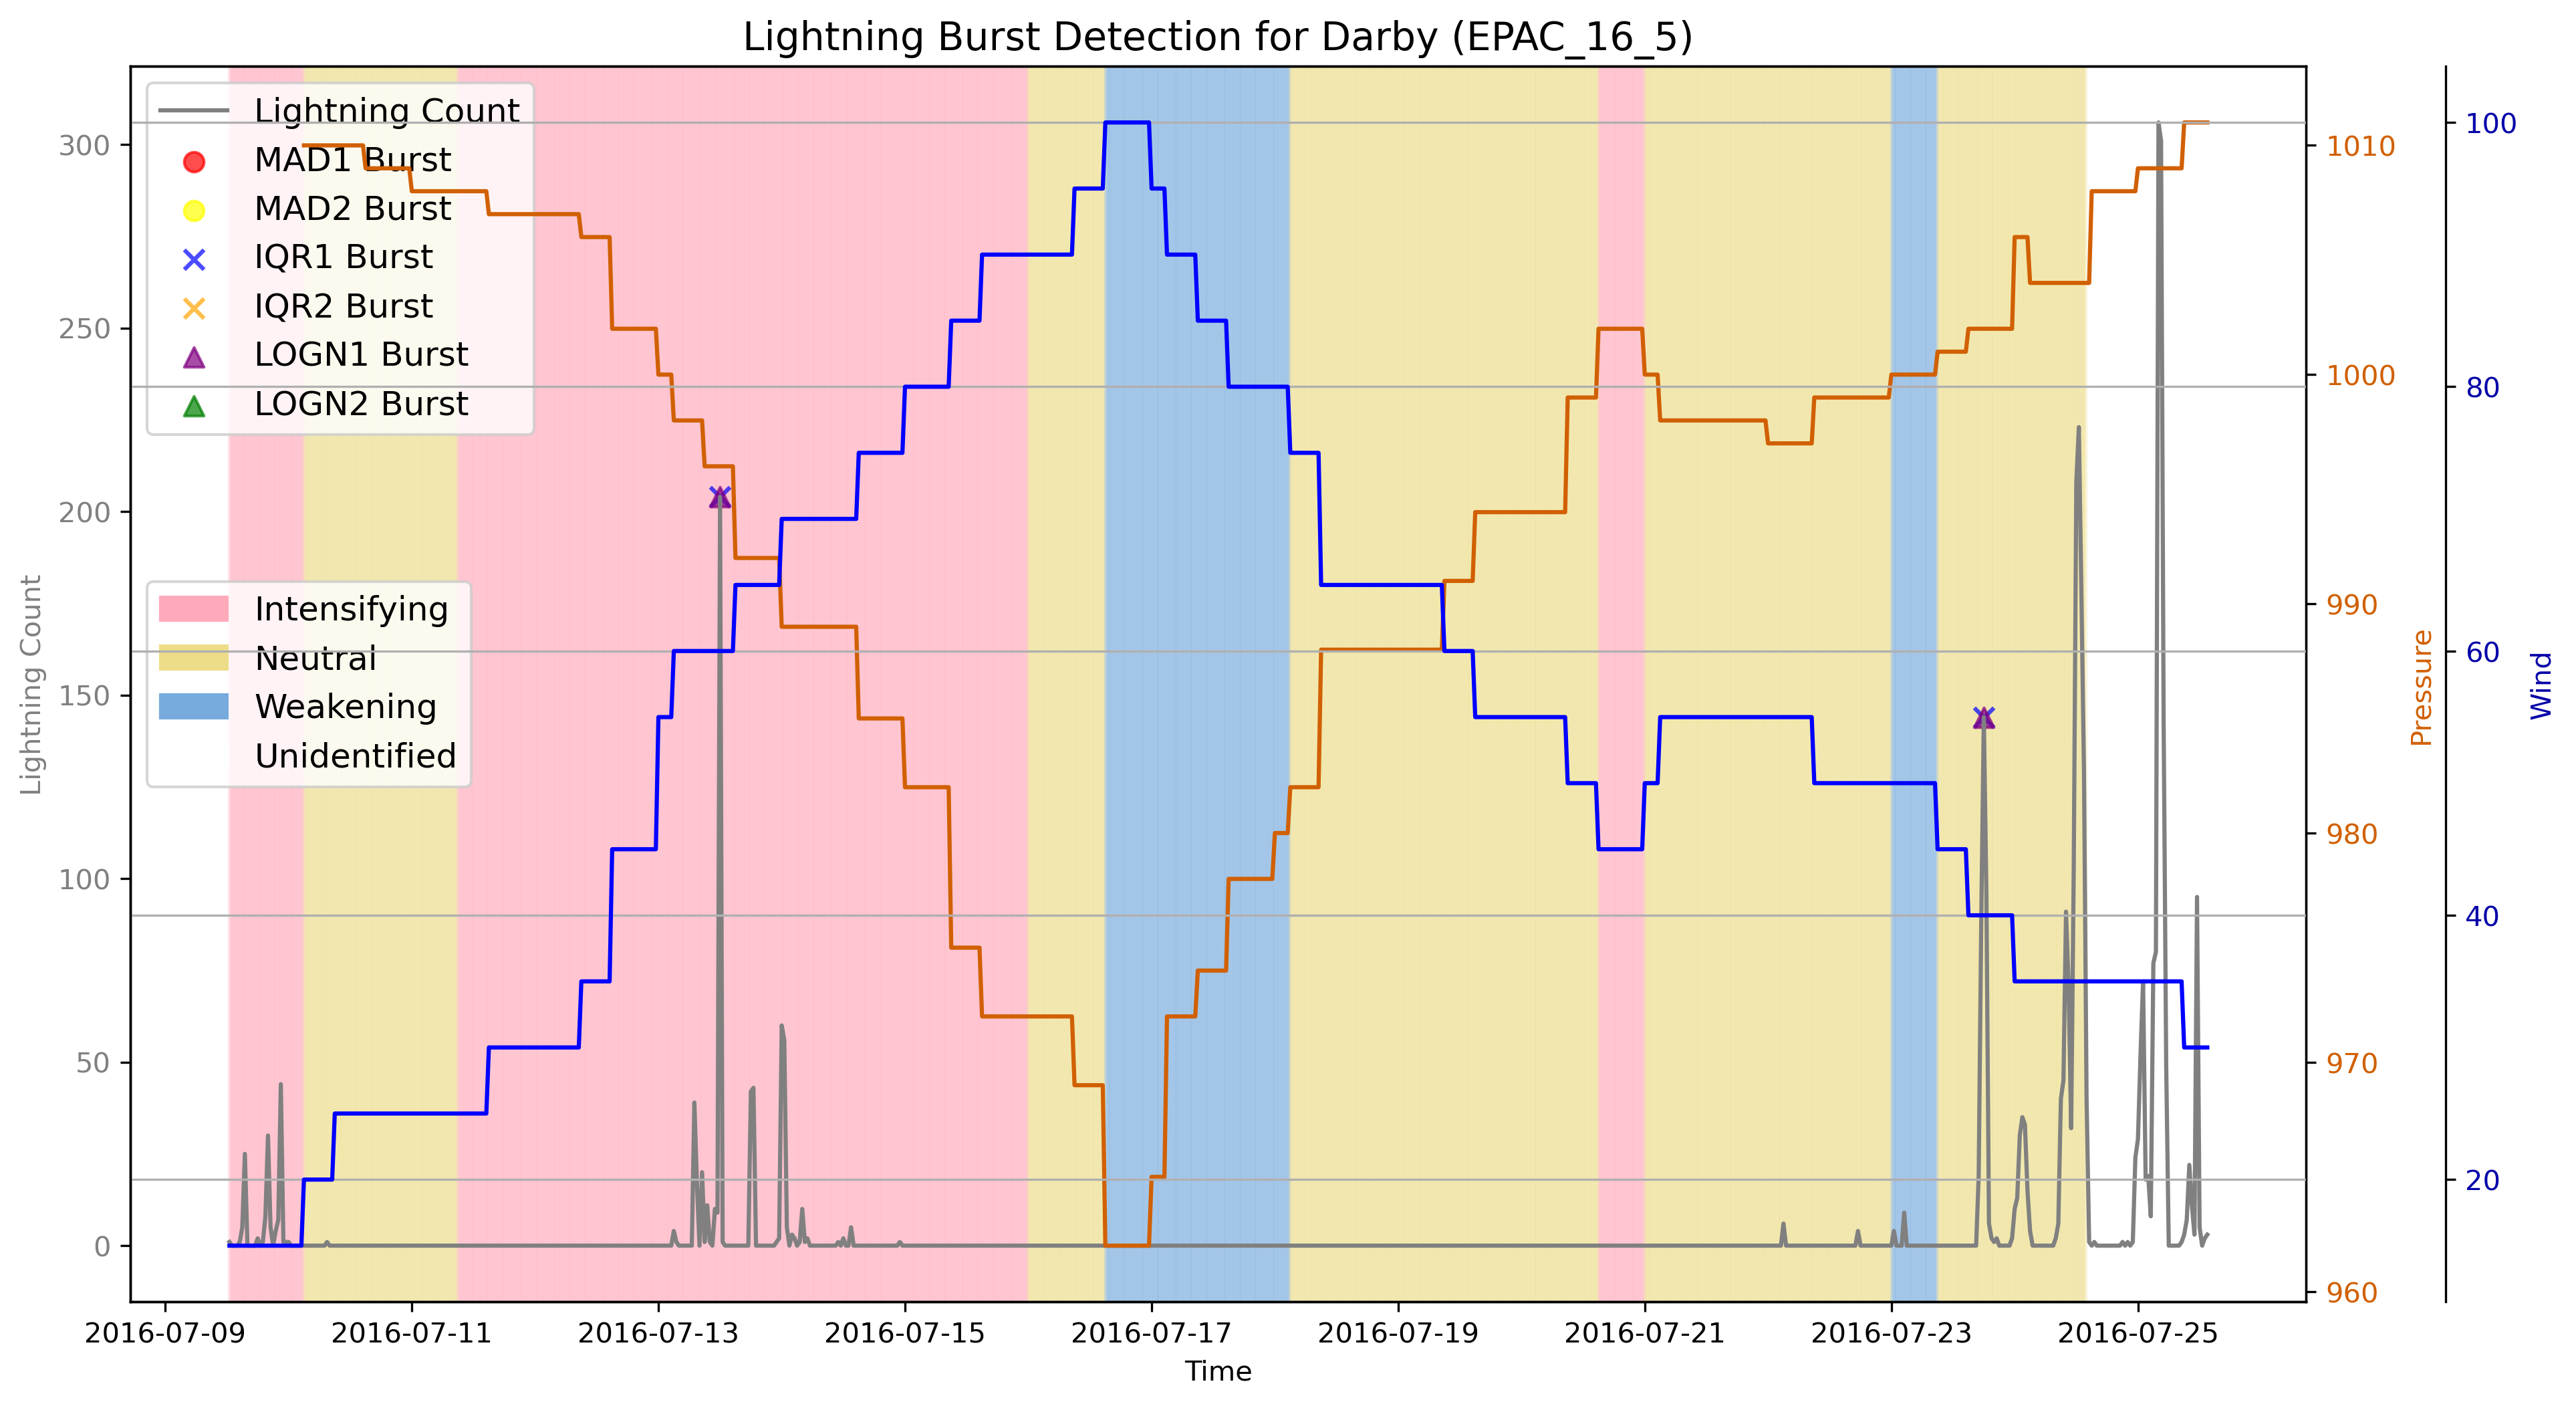 Lightning Burst Detection for Darby (EPAC_16_5)
Lightning Count
MAD1 Burst
MAD2 Burst
IQR1 Burst
IQR2 Burst
LOGN1 Burst
LOGN2 Burst
Intensifying
Neutral
Weakening
Unidentified
Lightning Count
300
250
200
150
100
50
0
1010
1000
990
980
970
960
Pressure
100
80
60
40
20
Wind
2016-07-09 2016-07-11 2016-07-13 2016-07-15 2016-07-17 2016-07-19 2016-07-21 2016-07-23 2016-07-25
Time